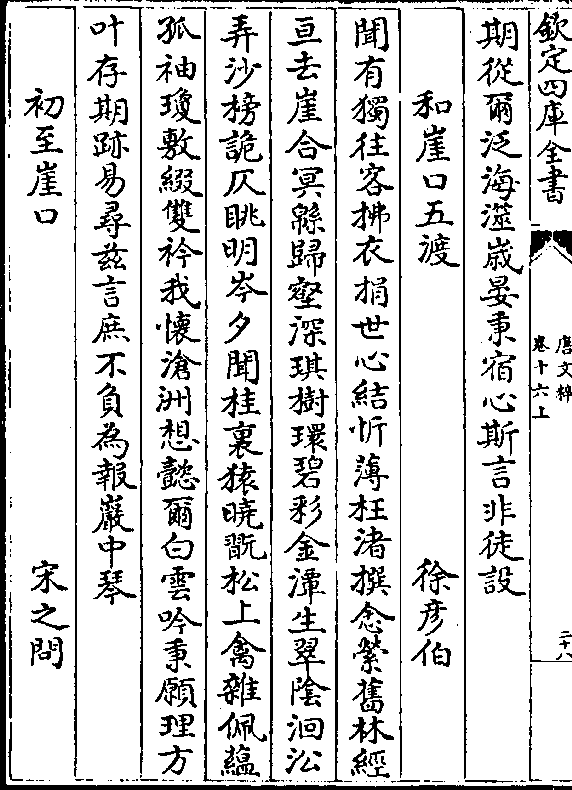 欽定四庫全書
唐文粹
卷十六上
二十八
期從爾泛海澨嵗晏秉宿心斯言非徒設
和崖口五渡 徐彦伯
聞有獨往客拂衣捐世心結忻薄枉渚撰念縈舊林經
亘去崖合冥緜歸壑深琪樹環碧彩金潭生翠陰洄沿
弄沙榜詭仄眺明岑夕聞桂裏猿曉翫松上禽雜佩蘊
孤袖瓊敷綴雙衿我懷滄洲想懿爾白雲吟秉願理方
叶存期跡易尋兹言庶不負為報巖中琴
初至崖口 宋之問